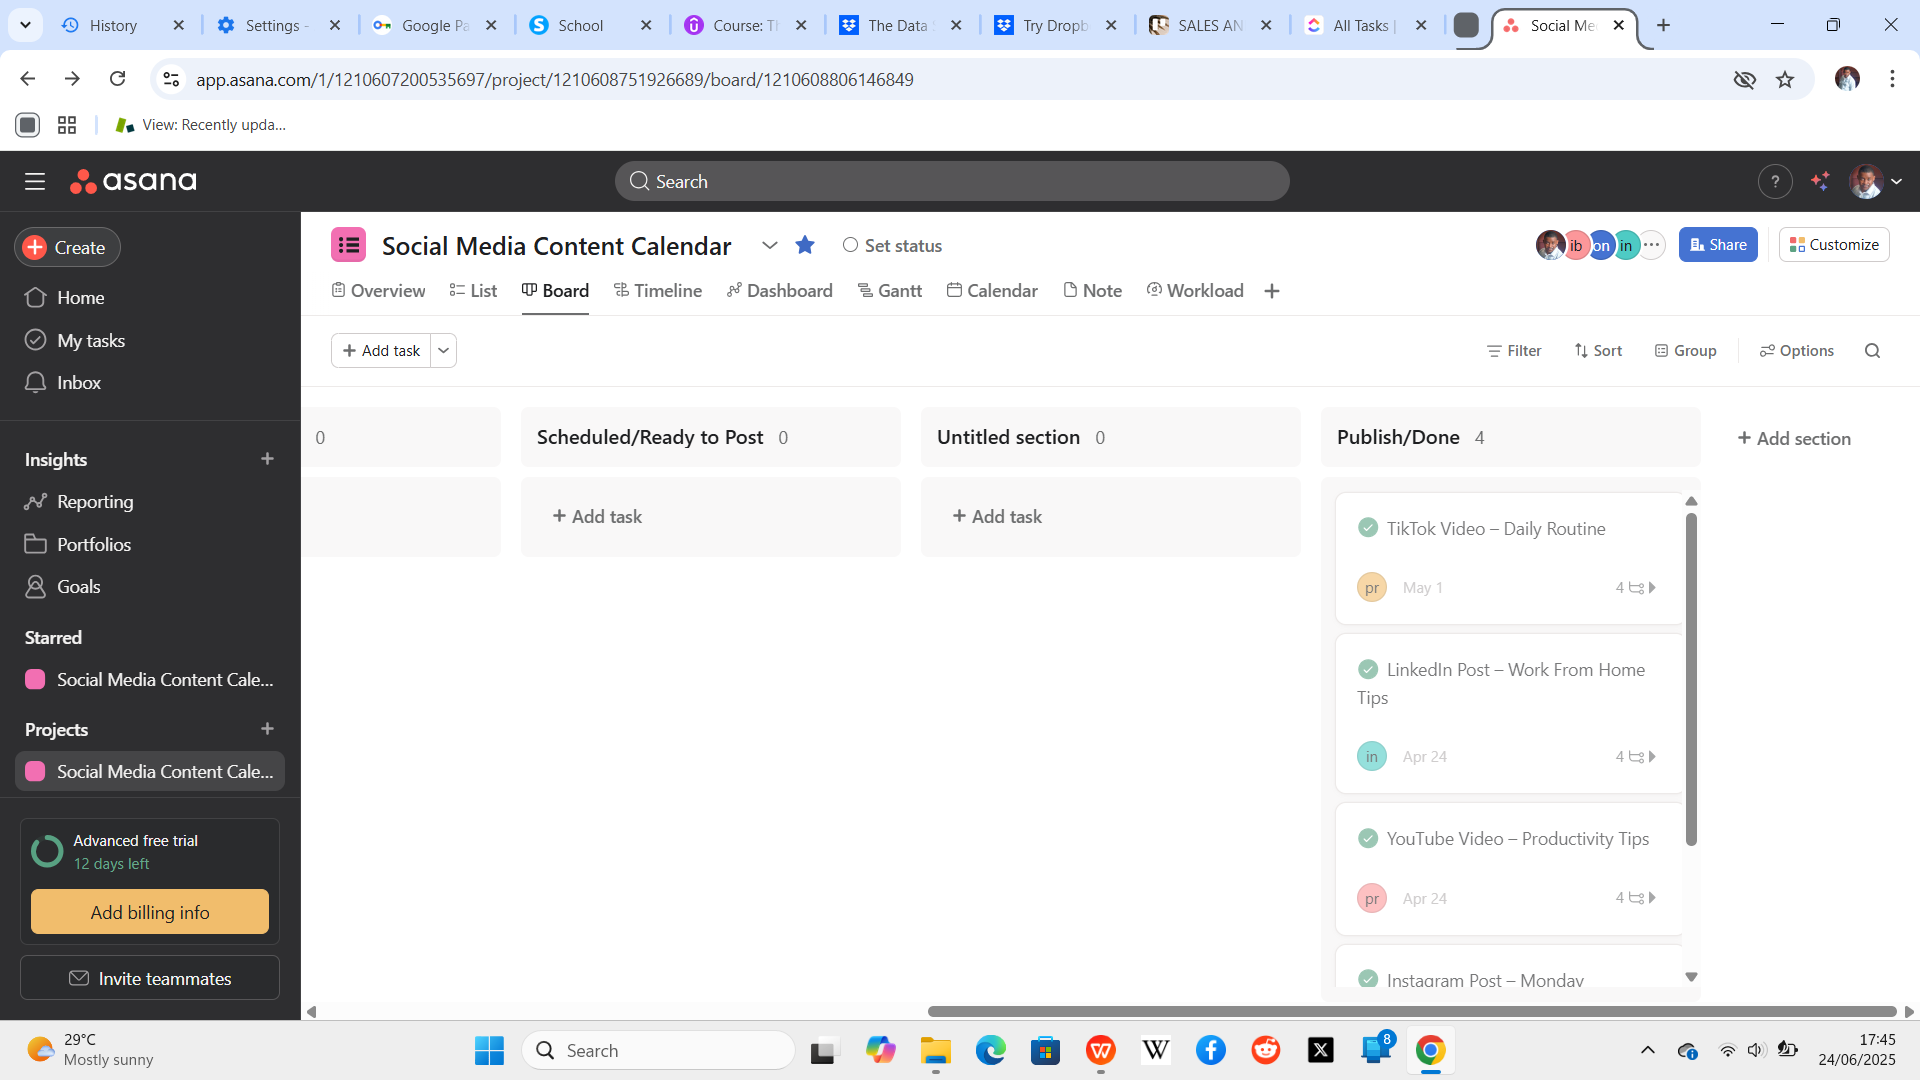 History
Settings -
Google Pa
School
Course: Th
The Data S
Try Dropb
SALES AN
All Tasks |
Social Me
app.asana.com/1/1210607200535697/project/1210608751926689/board/1210608806146849
View: Recently upda...
asana
Search
?
Create
Home
My tasks
Inbox
Insights
Reporting
Portfolios
Goals
Starred
Social Media Content Cale...
Projects
Social Media Content Cale...
Advanced free trial
12 days left
Add billing info
Invite teammates
Social Media Content Calendar
Set status
ib
on
in
Share
Customize
Overview
List
Board
Timeline
Dashboard
Gantt
Calendar
Note
Workload
Add task
Filter
Sort
Group
Options
0
Scheduled/Ready to Post 0
Add task
Untitled section 0
Add task
Publish/Done 4
Add section
TikTok Video – Daily Routine
pr May 1 4
LinkedIn Post – Work From Home
Tips
in Apr 24 4
YouTube Video – Productivity Tips
pr Apr 24 4
Instagram Post – Monday
29°C
Mostly sunny
Search
8
17:45
24/06/2025